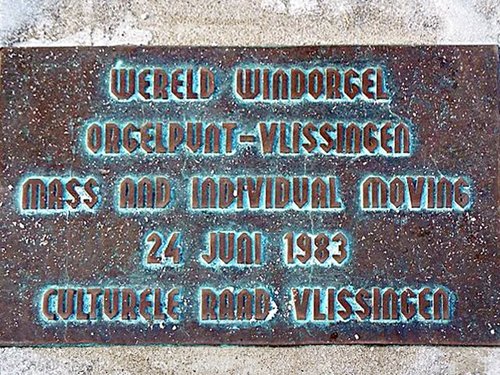 WERELD WINDORGEL
ORGELPUNT-VLISSINGEN
MASS AND INDIVIDUAL MOVING
24 JUNI 1983
CULTURELE RAAD VLISSINGEN